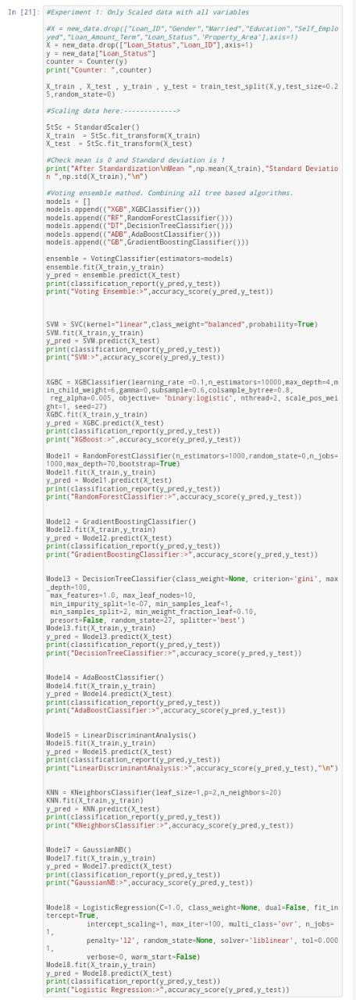 In [21]: #Experiment 1: Only Scaled data with all variables
#X = new_data.drop(["Loan_ID","Gender","Married","Education","Self_Emplo
yed","Loan_Amount_Term","Loan_Status",'Property_Area'],axis=1)
X = new_data.drop(["Loan_Status","Loan_ID"],axis=1)
y = new_data["Loan_Status"]
counter = Counter(y)
print("Counter: ",counter)
X_train , X_test , y_train , y_test = train_test_split(X,y,test_size=0.2
5,random_state=0)
#Scaling data here:------------->
StSc = StandardScaler()
X_train  = StSc.fit_transform(X_train)
X_test  = StSc.fit_transform(X_test)
#Check mean is 0 and Standard deviation is 1
print("After Standardization\nMean ",np.mean(X_train),"Standard Deviatio
n ",np.std(X_train),"\n")
#Voting ensemble mathod. Combining all tree based algorithms.
models = []
models.append(("XGB",XGBClassifier()))
models.append(("RF",RandomForestClassifier()))
models.append(("DT",DecisionTreeClassifier()))
models.append(("ADB",AdaBoostClassifier()))
models.append(("GB",GradientBoostingClassifier()))
ensemble = VotingClassifier(estimators=models)
ensemble.fit(X_train,y_train)
y_pred = ensemble.predict(X_test)
print(classification_report(y_pred,y_test))
print("Voting Ensemble:>",accuracy_score(y_pred,y_test))
SVM = SVC(kernel="linear",class_weight="balanced",probability=True)
SVM.fit(X_train,y_train)
y_pred = SVM.predict(X_test)
print(classification_report(y_pred,y_test))
print("SVM:>",accuracy_score(y_pred,y_test))
XGBC = XGBClassifier(learning_rate =0.1,n_estimators=10000,max_depth=4,m
in_child_weight=6,gamma=0,subsample=0.6,colsample_bytree=0.8,
reg_alpha=0.005, objective= 'binary:logistic', nthread=2, scale_pos_wei
ght=1, seed=27)
XGBC.fit(X_train,y_train)
y_pred = XGBC.predict(X_test)
print(classification_report(y_pred,y_test))
print("XGBoost:>",accuracy_score(y_pred,y_test))
Model1 = RandomForestClassifier(n_estimators=1000,random_state=0,n_jobs=
1000,max_depth=70,bootstrap=True)
Model1.fit(X_train,y_train)
y_pred = Model1.predict(X_test)
print(classification_report(y_pred,y_test))
print("RandomForestClassifier:>",accuracy_score(y_pred,y_test))
Model2 = GradientBoostingClassifier()
Model2.fit(X_train,y_train)
y_pred = Model2.predict(X_test)
print(classification_report(y_pred,y_test))
print("GradientBoostingClassifier:>",accuracy_score(y_pred,y_test))
Model3 = DecisionTreeClassifier(class_weight=None, criterion='gini', max
_depth=100,
max_features=1.0, max_leaf_nodes=10,
min_impurity_split=1e-07, min_samples_leaf=1,
min_samples_split=2, min_weight_fraction_leaf=0.10,
presort=False, random_state=27, splitter='best')
Model3.fit(X_train,y_train)
y_pred = Model3.predict(X_test)
print(classification_report(y_pred,y_test))
print("DecisionTreeClassifier:>",accuracy_score(y_pred,y_test))
Model4 = AdaBoostClassifier()
Model4.fit(X_train,y_train)
y_pred = Model4.predict(X_test)
print(classification_report(y_pred,y_test))
print("AdaBoostClassifier:>",accuracy_score(y_pred,y_test))
Model5 = LinearDiscriminantAnalysis()
Model5.fit(X_train,y_train)
y_pred = Model5.predict(X_test)
print(classification_report(y_pred,y_test))
print("LinearDiscriminantAnalysis:>",accuracy_score(y_pred,y_test),"\n")
KNN = KNeighborsClassifier(leaf_size=1,p=2,n_neighbors=20)
KNN.fit(X_train,y_train)
y_pred = KNN.predict(X_test)
print(classification_report(y_pred,y_test))
print("KNeighborsClassifier:>",accuracy_score(y_pred,y_test))
Model7 = GaussianNB()
Model7.fit(X_train,y_train)
y_pred = Model7.predict(X_test)
print(classification_report(y_pred,y_test))
print("GaussianNB:>",accuracy_score(y_pred,y_test))
Model8 = LogisticRegression(C=1.0, class_weight=None, dual=False, fit_in
tercept=True,
intercept_scaling=1, max_iter=100, multi_class='ovr', n_jobs=
1,
penalty='l2', random_state=None, solver='liblinear', tol=0.000
1,
verbose=0, warm_start=False)
Model8.fit(X_train,y_train)
y_pred = Model8.predict(X_test)
print(classification_report(y_pred,y_test))
print("Logistic Regression:>",accuracy_score(y_pred,y_test))